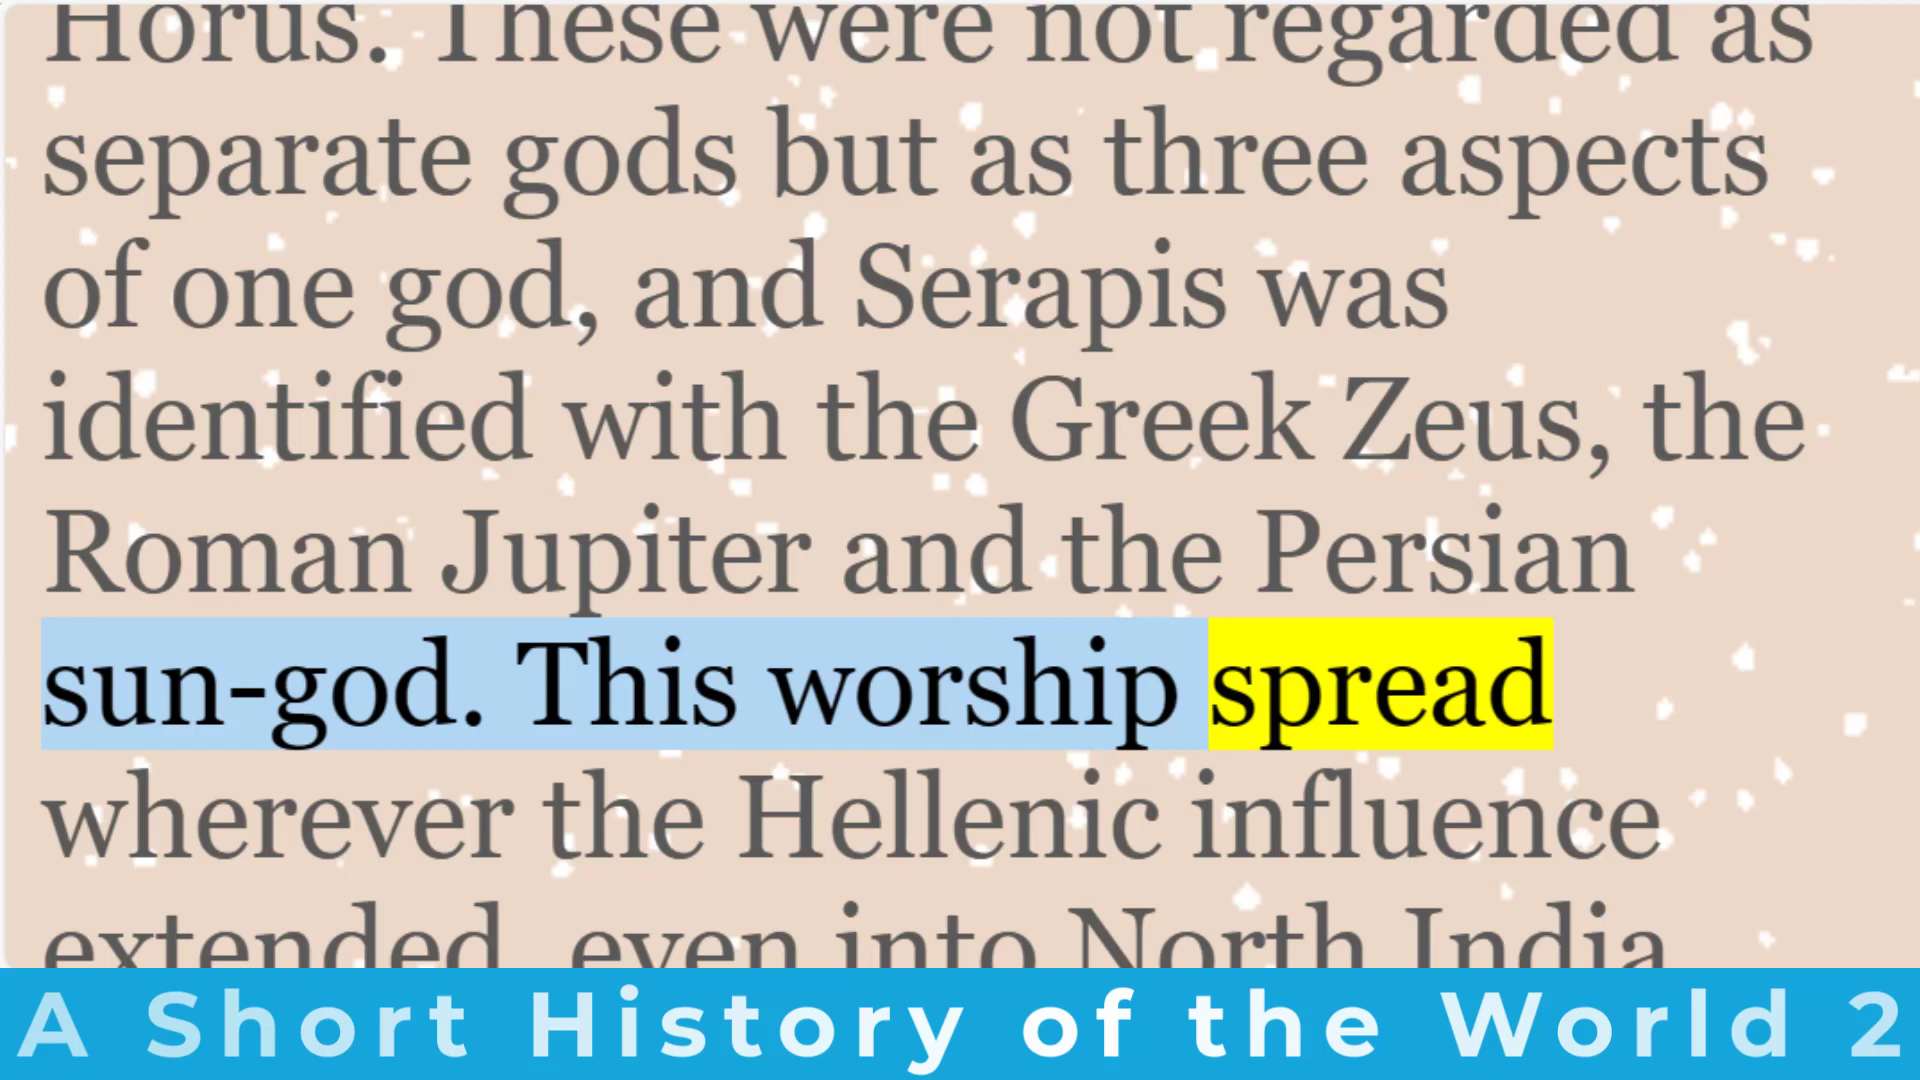 Horus. These were not regarded as
separate gods but as three aspects
of one god, and Serapis was
identified with the Greek Zeus, the
Roman Jupiter and the Persian
sun-god. This worship spread
wherever the Hellenic influence
extended, even into North India
A Short History of the World 2